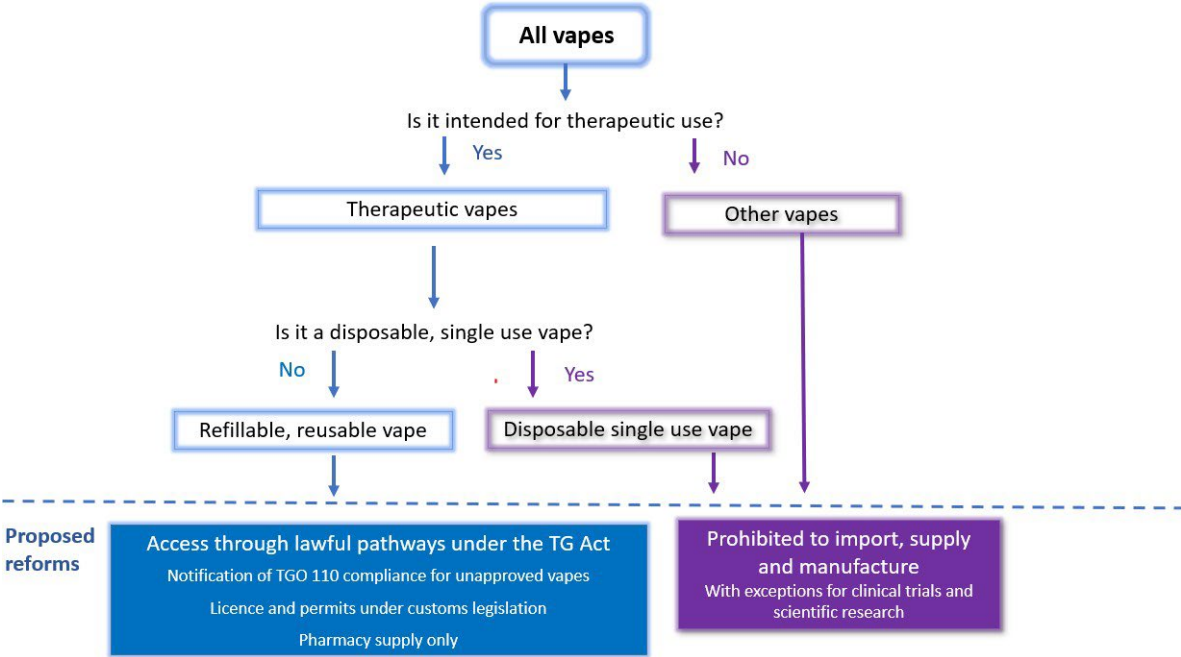 All vapes
Is it intended for therapeutic use?
Yes
No
Therapeutic vapes
Other vapes
Is it a disposable, single use vape?
No
Yes
Refillable, reusable vape
Disposable single use vape
Proposed
reforms
Access through lawful pathways under the TG Act
Notification of TGO 110 compliance for unapproved vapes
Licence and permits under customs legislation
Pharmacy supply only
Prohibited to import, supply
and manufacture
With exceptions for clinical trials and
scientific research